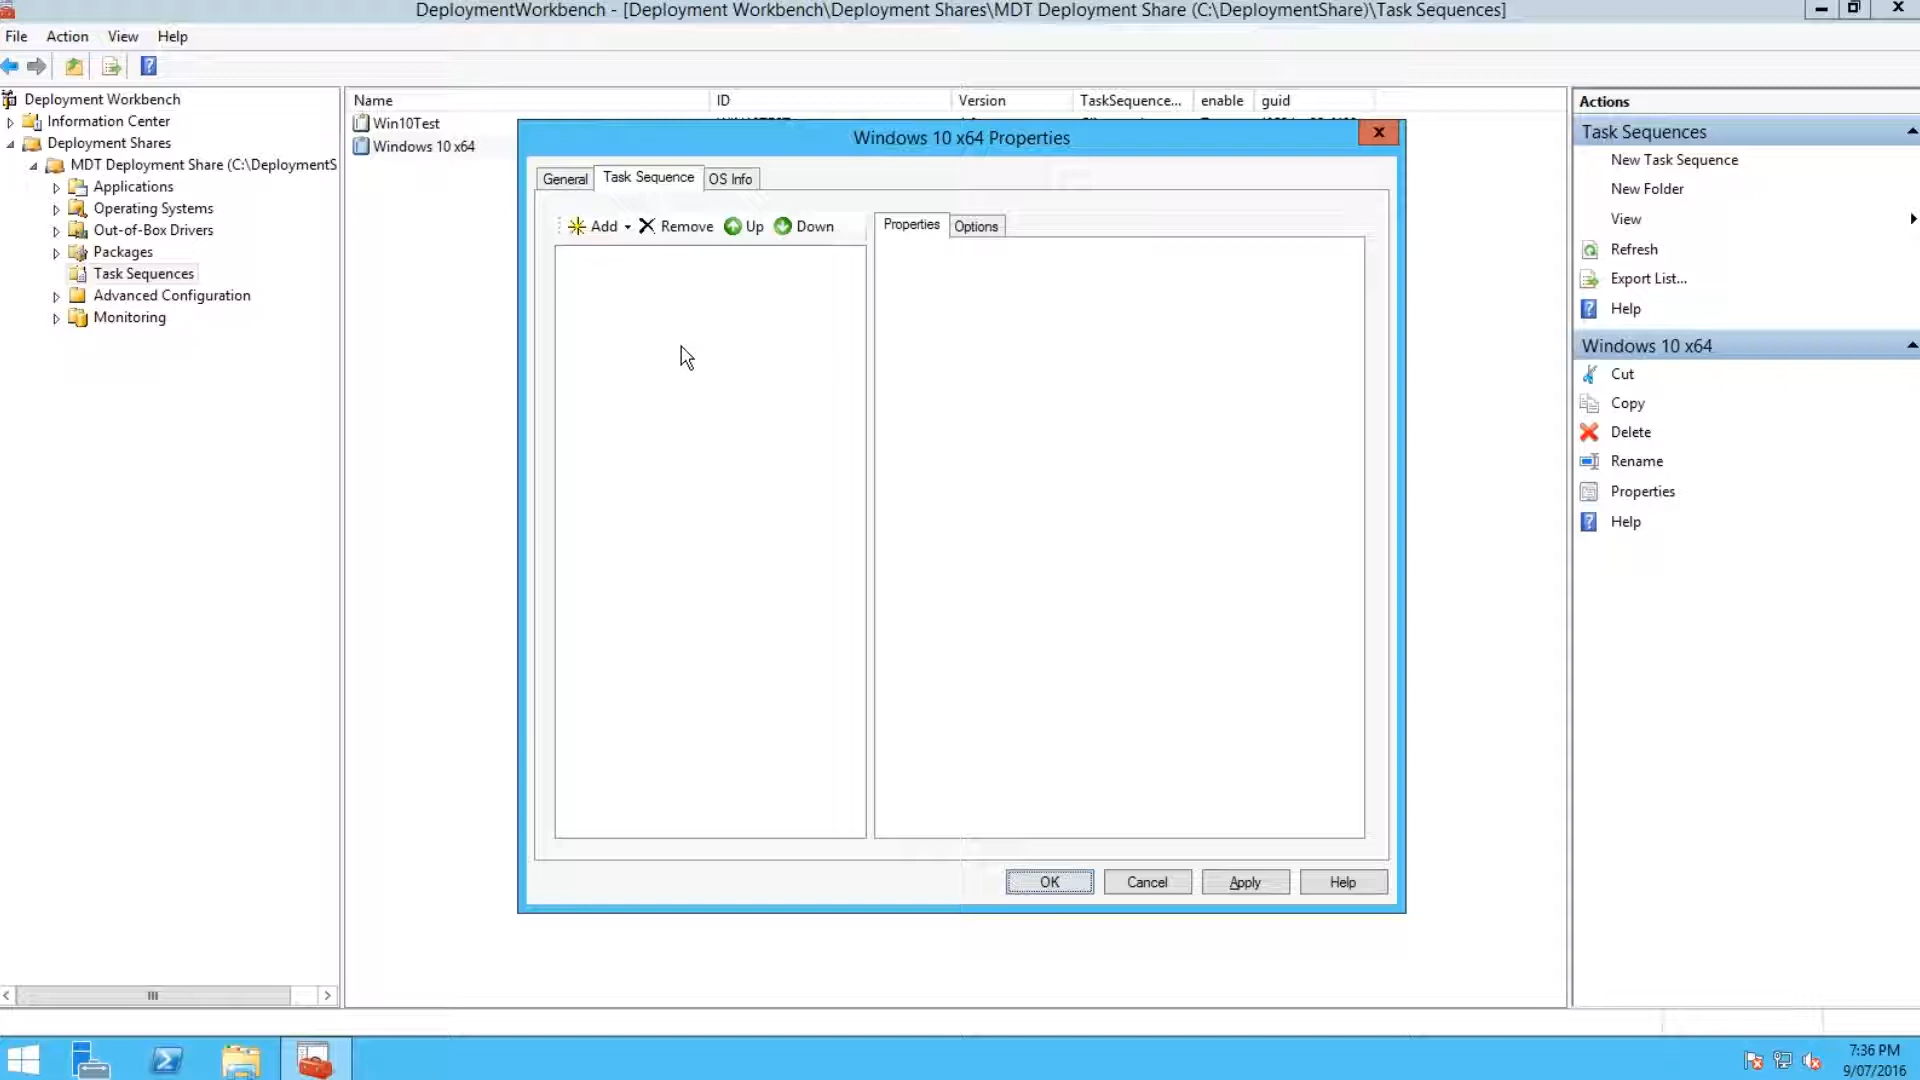 DeploymentWorkbench - [Deployment Workbench\Deployment Shares\MDT Deployment Share (C:\DeploymentShare)\Task Sequences]
File Action View Help
Deployment Workbench
Information Center
Deployment Shares
MDT Deployment Share (C:\DeploymentS
Applications
Operating Systems
Out-of-Box Drivers
Packages
Task Sequences
Advanced Configuration
Monitoring
Name ID Version TaskSequence... enable guid
Win10Test
Windows 10 x64
Windows 10 x64 Properties
General Task Sequence OS Info
Add Remove Up Down
Properties Options
OK Cancel Apply Help
Actions
Task Sequences
New Task Sequence
New Folder
View
Refresh
Export List...
Help
Windows 10 x64
Cut
Copy
Delete
Rename
Properties
Help
7:36 PM
9/07/2016